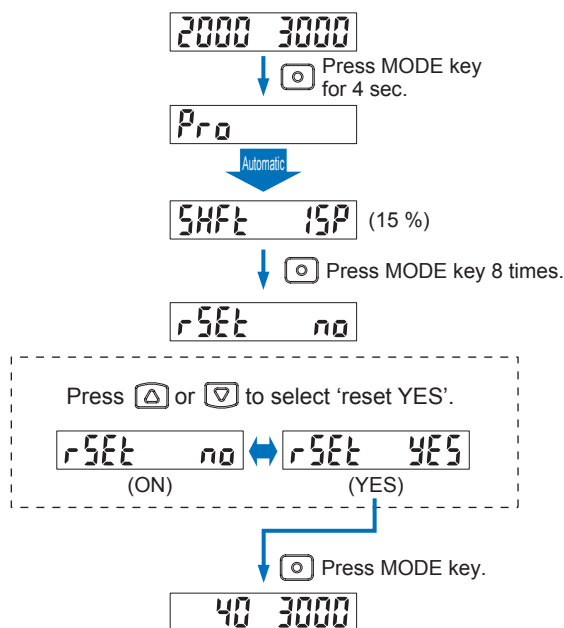 2000 3000
Press MODE key
for 4 sec.
Pro
Automatic
SHFt 15P (15 %)
Press MODE key 8 times.
rSEt no
Press or to select ‘reset YES’.
rSEt no rSEt YES
(ON) (YES)
Press MODE key.
40 3000